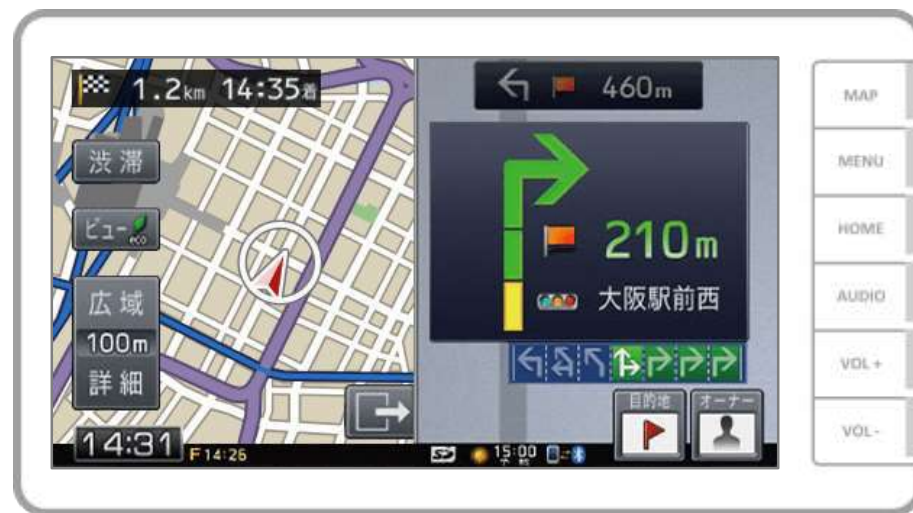 1.2km 14:35着
渋滞
ビュー eco
広域
100m
詳細
14:31
F14:26
460m
210m
大阪駅前西
目的地
オーナー
15:00
MAP
MENU
HOME
AUDIO
VOL+
VOL-